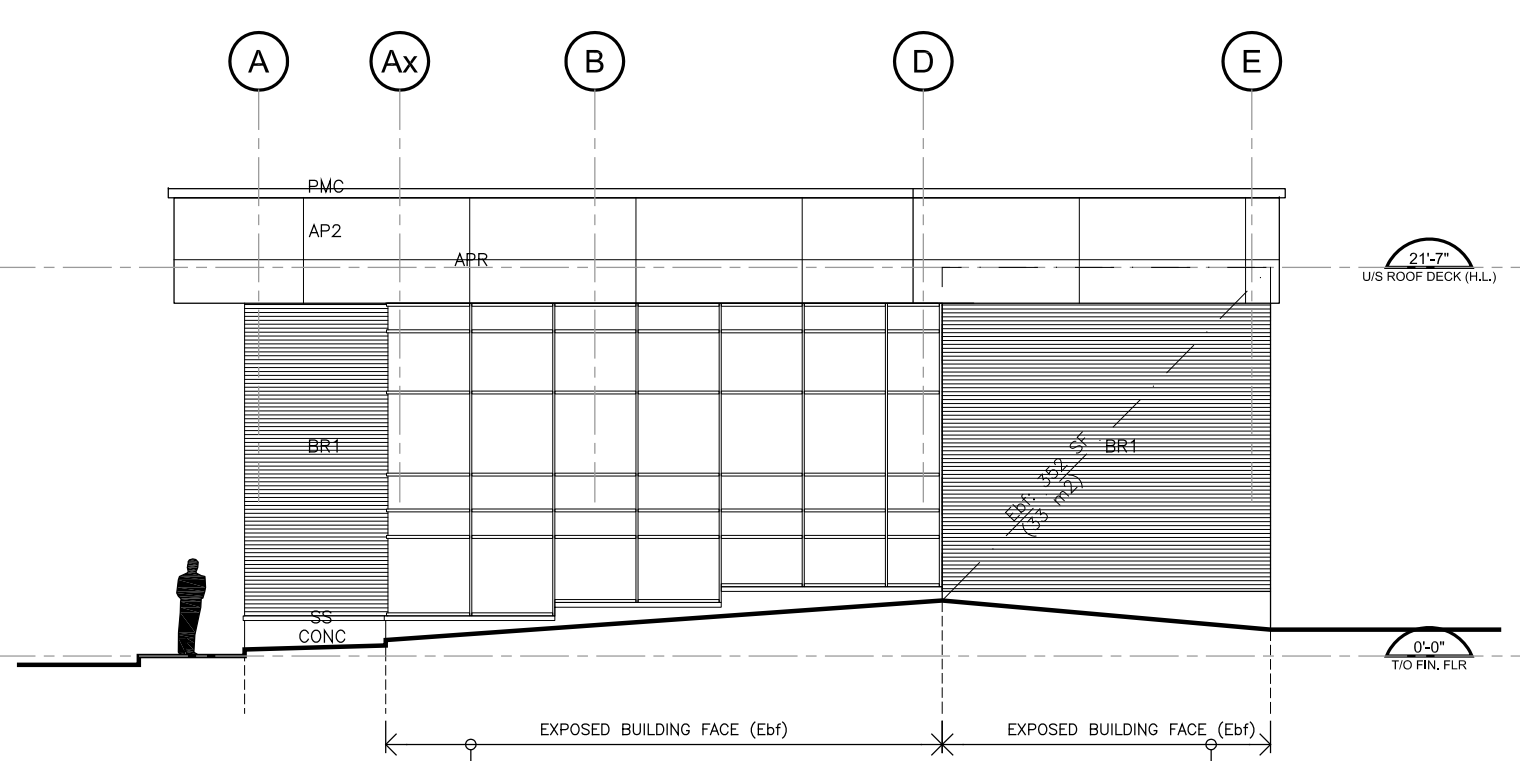 A Ax B D E
PMC
AP2
APR
21'-7"
U/S ROOF DECK (H.L.)
BR1
BR1
Ebf: 352 SF
(33 m2)
SS
CONC
0'-0"
T/O FIN. FLR
EXPOSED BUILDING FACE (Ebf)
EXPOSED BUILDING FACE (Ebf)